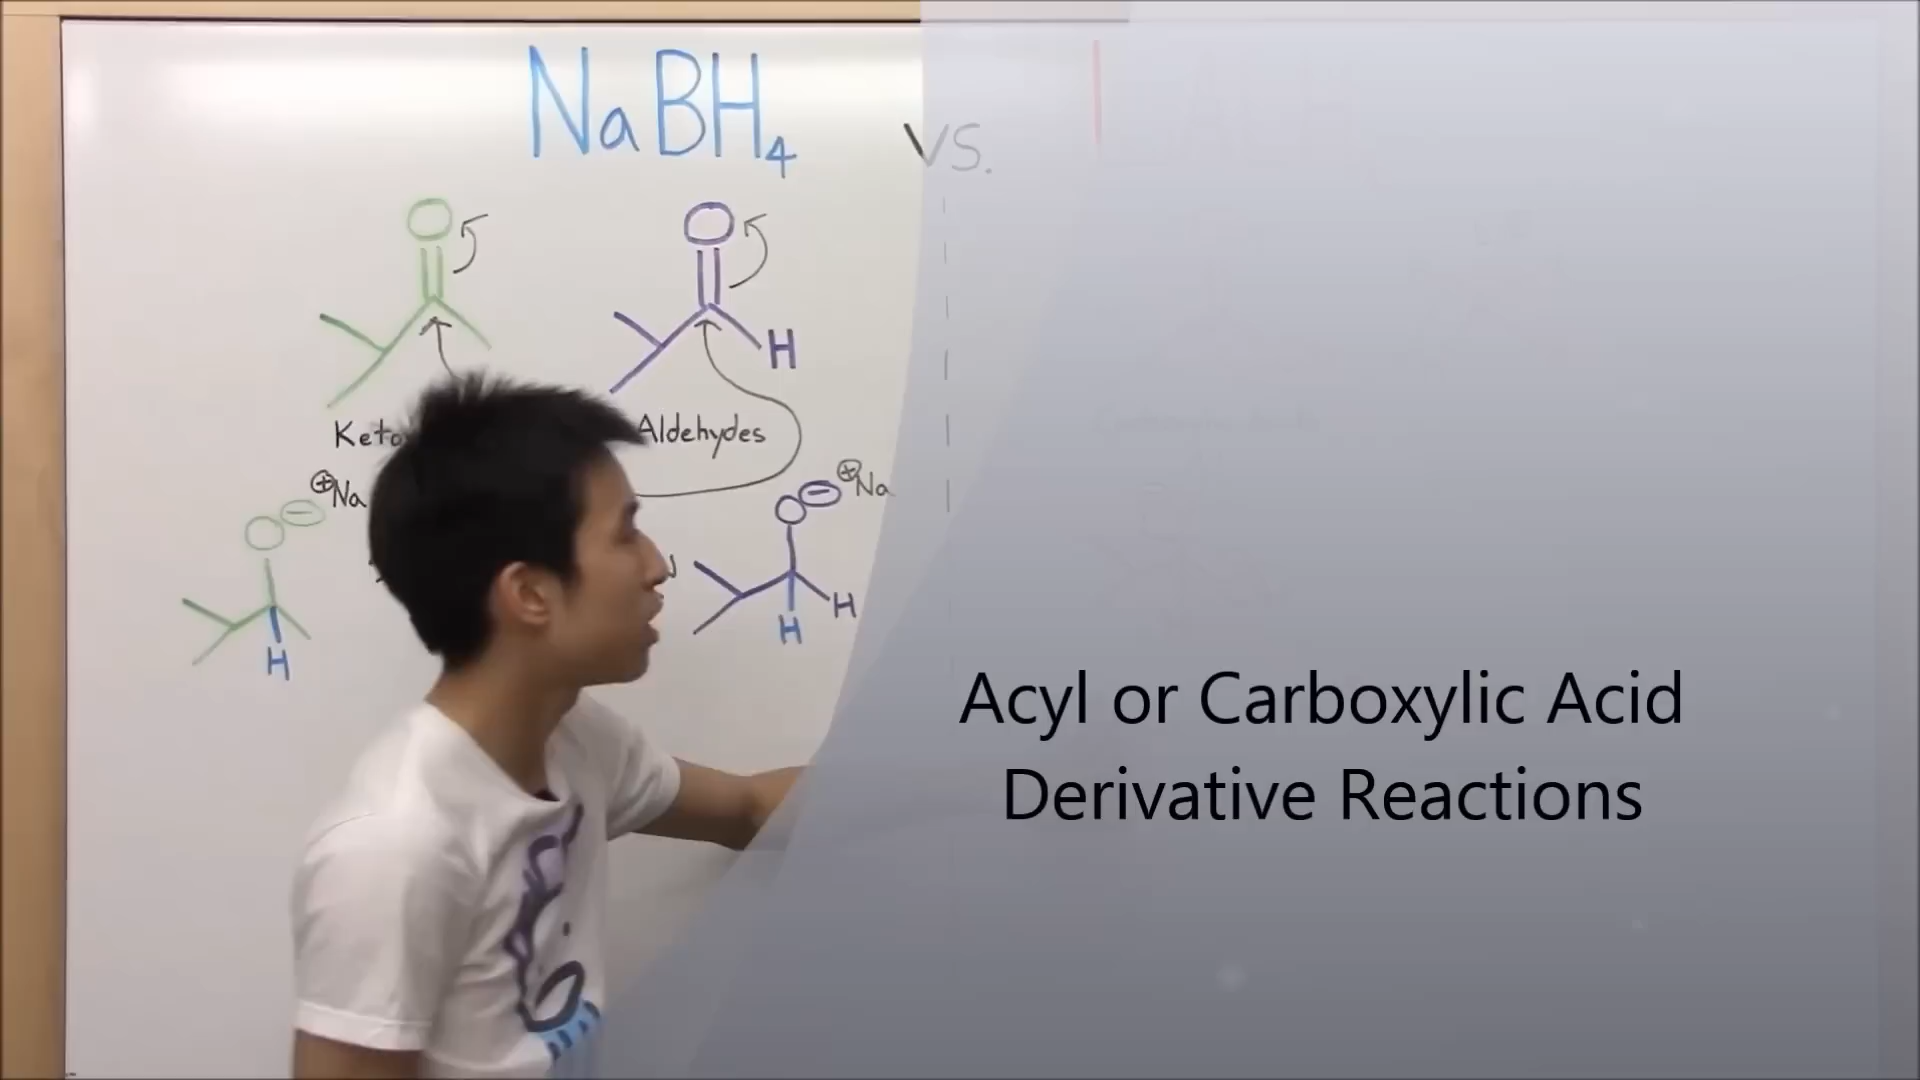 NaBH4
VS.
O
O
H
Aldehydes
⊕Na
O⊖
H
O⊖
⊕Na
H
H
Acyl or Carboxylic Acid
Derivative Reactions